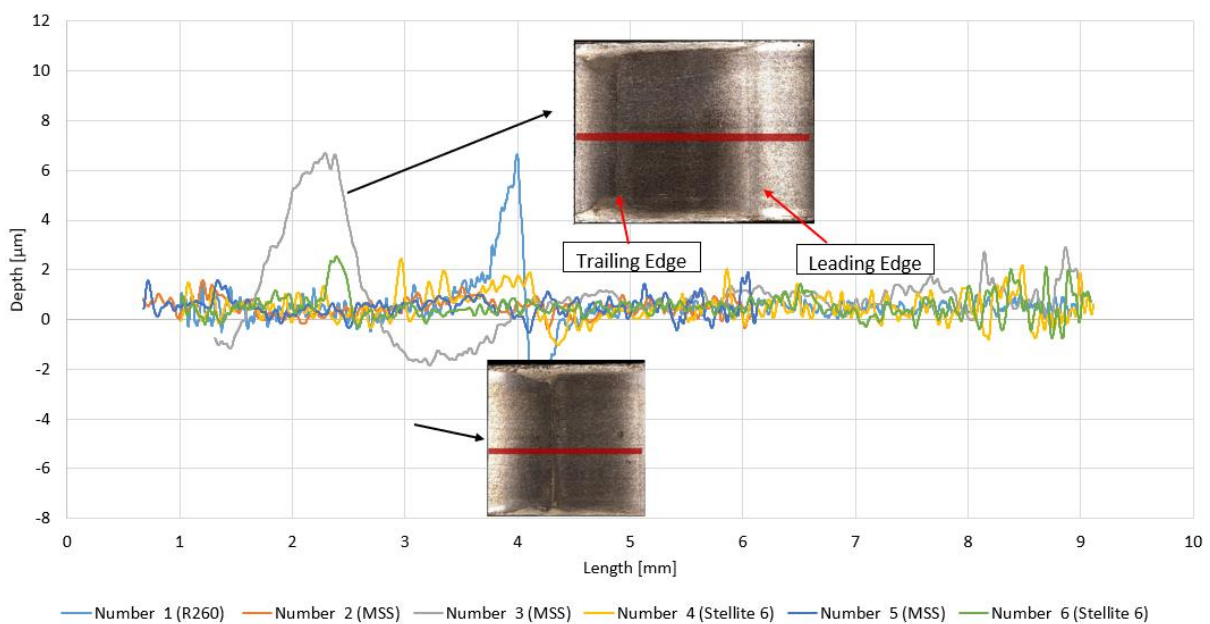 12
10
8
6
4
2
0
-2
-4
-6
-8
Depth [µm]
Trailing Edge
Leading Edge
0 1 2 3 4 5 6 7 8 9 10
Length [mm]
Number 1 (R260) Number 2 (MSS) Number 3 (MSS) Number 4 (Stellite 6) Number 5 (MSS) Number 6 (Stellite 6)